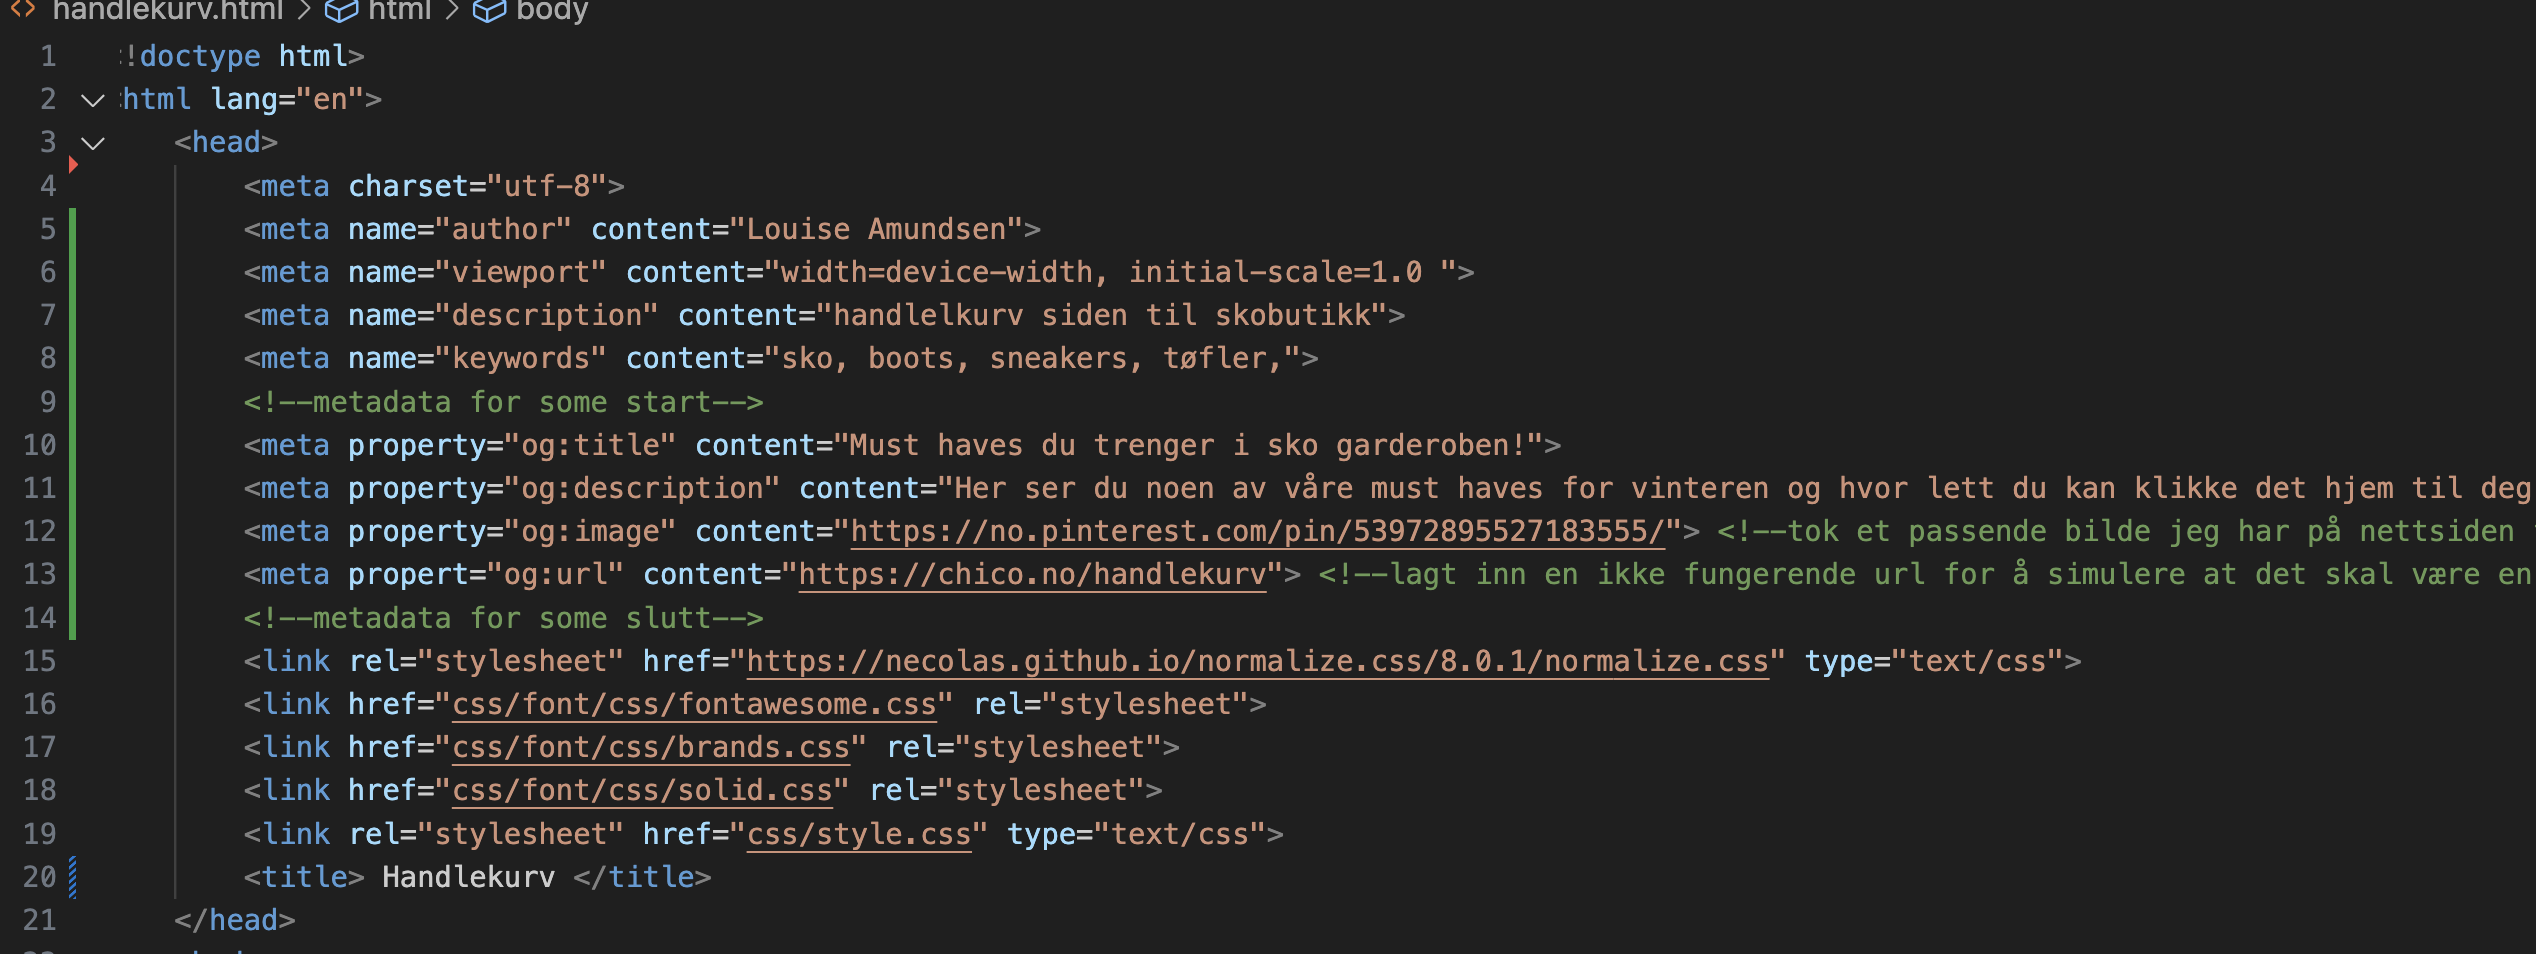 handlekurv.html > html > body
1 !doctype html>
2 html lang="en">
3 <head>
4 <meta charset="utf-8">
5 <meta name="author" content="Louise Amundsen">
6 <meta name="viewport" content="width=device-width, initial-scale=1.0 ">
7 <meta name="description" content="handlelkurv siden til skobutikk">
8 <meta name="keywords" content="sko, boots, sneakers, tøfler,">
9 <!--metadata for some start-->
10 <meta property="og:title" content="Must haves du trenger i sko garderoben!">
11 <meta property="og:description" content="Her ser du noen av våre must haves for vinteren og hvor lett du kan klikke det hjem til deg
12 <meta property="og:image" content="https://no.pinterest.com/pin/53972895527183555/"> <!--tok et passende bilde jeg har på nettsiden
13 <meta propert="og:url" content="https://chico.no/handlekurv"> <!--lagt inn en ikke fungerende url for å simulere at det skal være en
14 <!--metadata for some slutt-->
15 <link rel="stylesheet" href="https://necolas.github.io/normalize.css/8.0.1/normalize.css" type="text/css">
16 <link href="css/font/css/fontawesome.css" rel="stylesheet">
17 <link href="css/font/css/brands.css" rel="stylesheet">
18 <link href="css/font/css/solid.css" rel="stylesheet">
19 <link rel="stylesheet" href="css/style.css" type="text/css">
20 <title> Handlekurv </title>
21 </head>